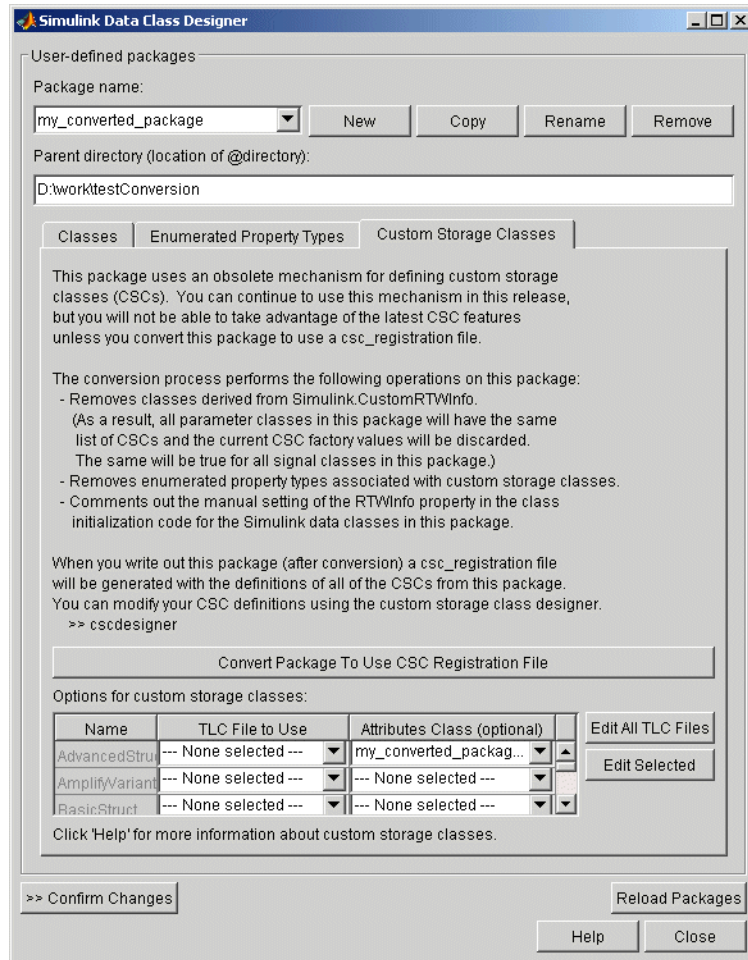 Simulink Data Class Designer
User-defined packages
Package name:
my_converted_package
New
Copy
Rename
Remove
Parent directory (location of @directory):
D:\work\testConversion
Classes
Enumerated Property Types
Custom Storage Classes
This package uses an obsolete mechanism for defining custom storage
classes (CSCs).  You can continue to use this mechanism in this release,
but you will not be able to take advantage of the latest CSC features
unless you convert this package to use a csc_registration file.
The conversion process performs the following operations on this package:
- Removes classes derived from Simulink.CustomRTWInfo.
(As a result, all parameter classes in this package will have the same
list of CSCs and the current CSC factory values will be discarded.
The same will be true for all signal classes in this package.)
- Removes enumerated property types associated with custom storage classes.
- Comments out the manual setting of the RTWInfo property in the class
initialization code for the Simulink data classes in this package.
When you write out this package (after conversion) a csc_registration file
will be generated with the definitions of all of the CSCs from this package.
You can modify your CSC definitions using the custom storage class designer.
>> cscdesigner
Convert Package To Use CSC Registration File
Options for custom storage classes:
Name TLC File to Use Attributes Class (optional)
AdvancedStru --- None selected --- my_converted_packag...
AmplifyVariant --- None selected --- --- None selected ---
BasicStruct --- None selected --- --- None selected ---
Edit All TLC Files
Edit Selected
Click 'Help' for more information about custom storage classes.
>> Confirm Changes
Reload Packages
Help
Close